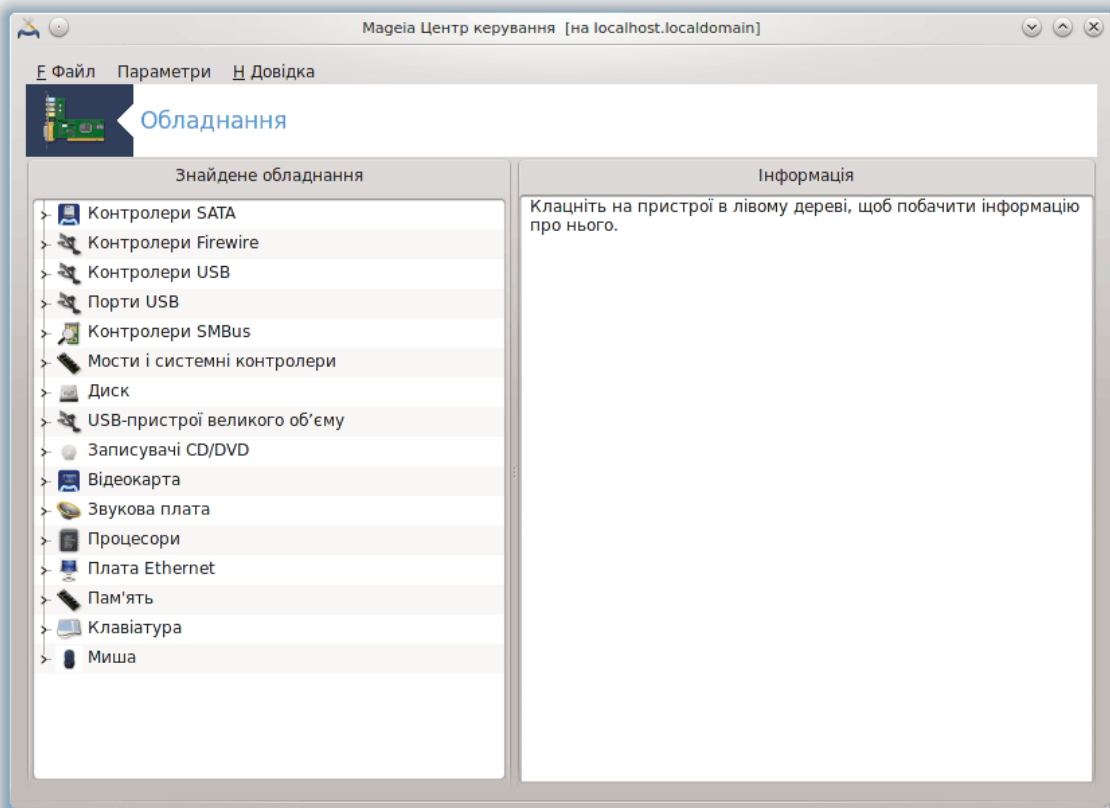 Mageia Центр керування [на localhost.localdomain]
F Файл Параметри H Довідка
Обладнання
Знайдене обладнання
Інформація
Контролери SATA
Контролери Firewire
Контролери USB
Порти USB
Контролери SMBus
Мости і системні контролери
Диск
USB-пристрої великого об’єму
Записувачі CD/DVD
Відеокарта
Звукова плата
Процесори
Плата Ethernet
Пам'ять
Клавіатура
Миша
Клацніть на пристрої в лівому дереві, щоб побачити інформацію
про нього.